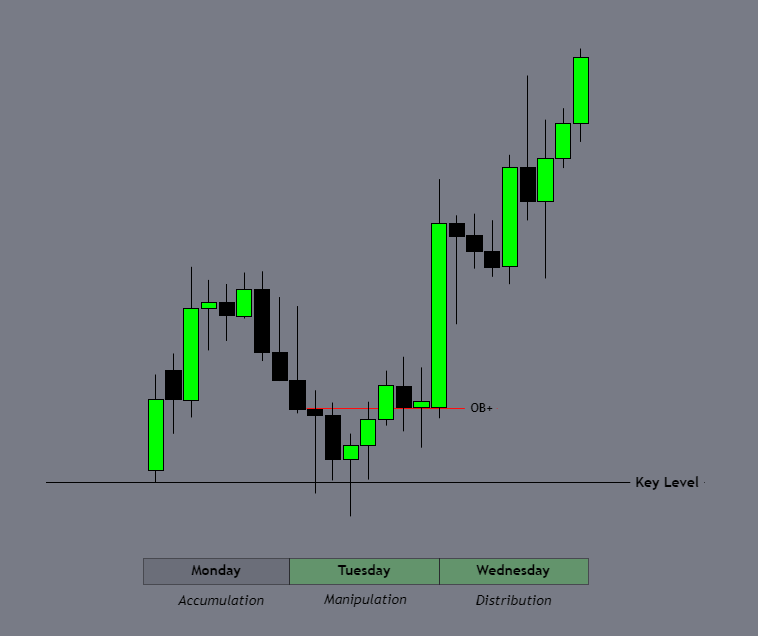 OB+
Key Level
Monday
Tuesday
Wednesday
Accumulation
Manipulation
Distribution